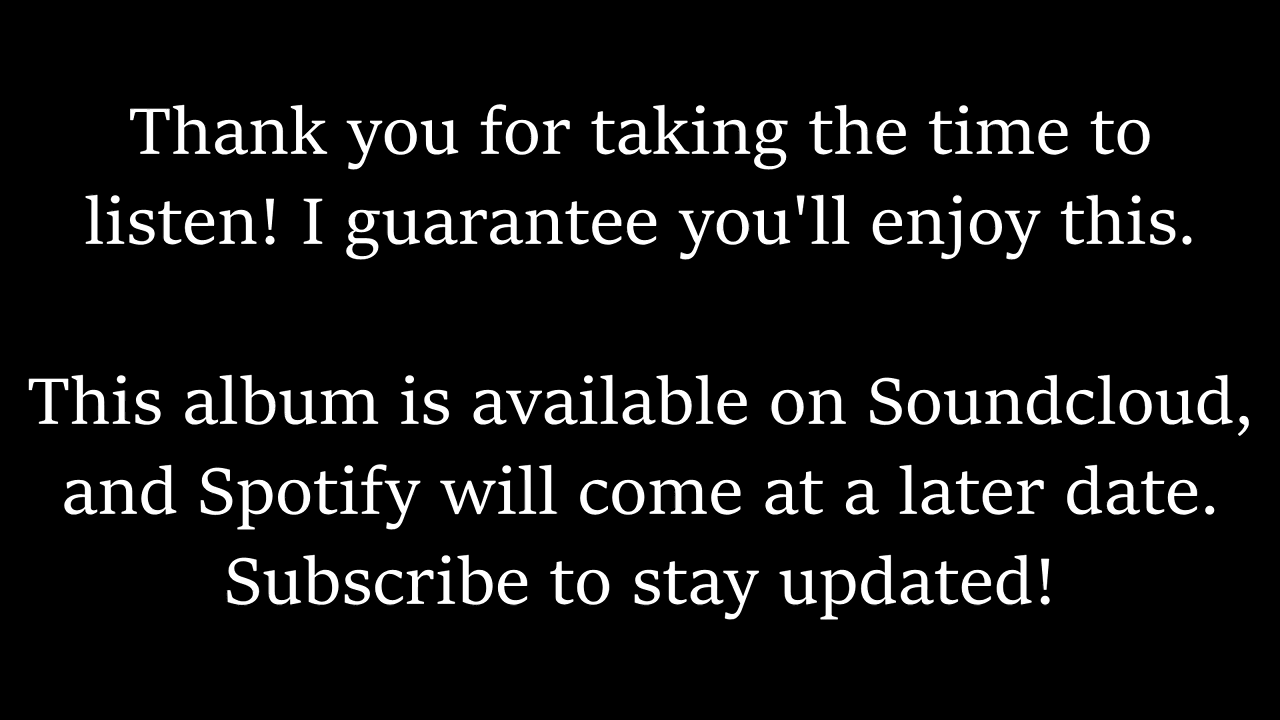 Thank you for taking the time to
listen! I guarantee you'll enjoy this.
This album is available on Soundcloud,
and Spotify will come at a later date.
Subscribe to stay updated!